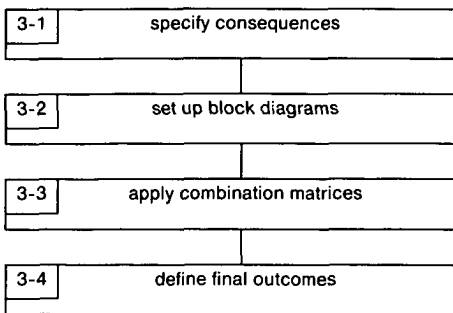 3-1 specify consequences
3-2 set up block diagrams
3-3 apply combination matrices
3-4 define final outcomes